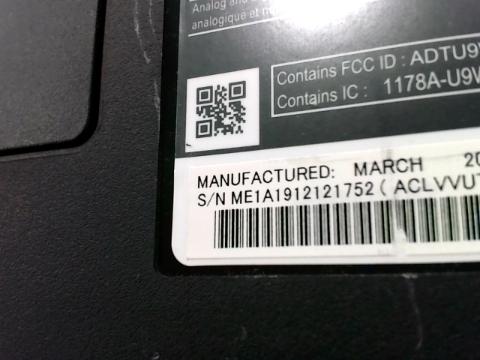 Analog and
analogique et
Contains FCC ID : ADTU9
Contains IC : 1178A-U9
MANUFACTURED: MARCH 20
S/N ME1A1912121752 ( ACLVVU